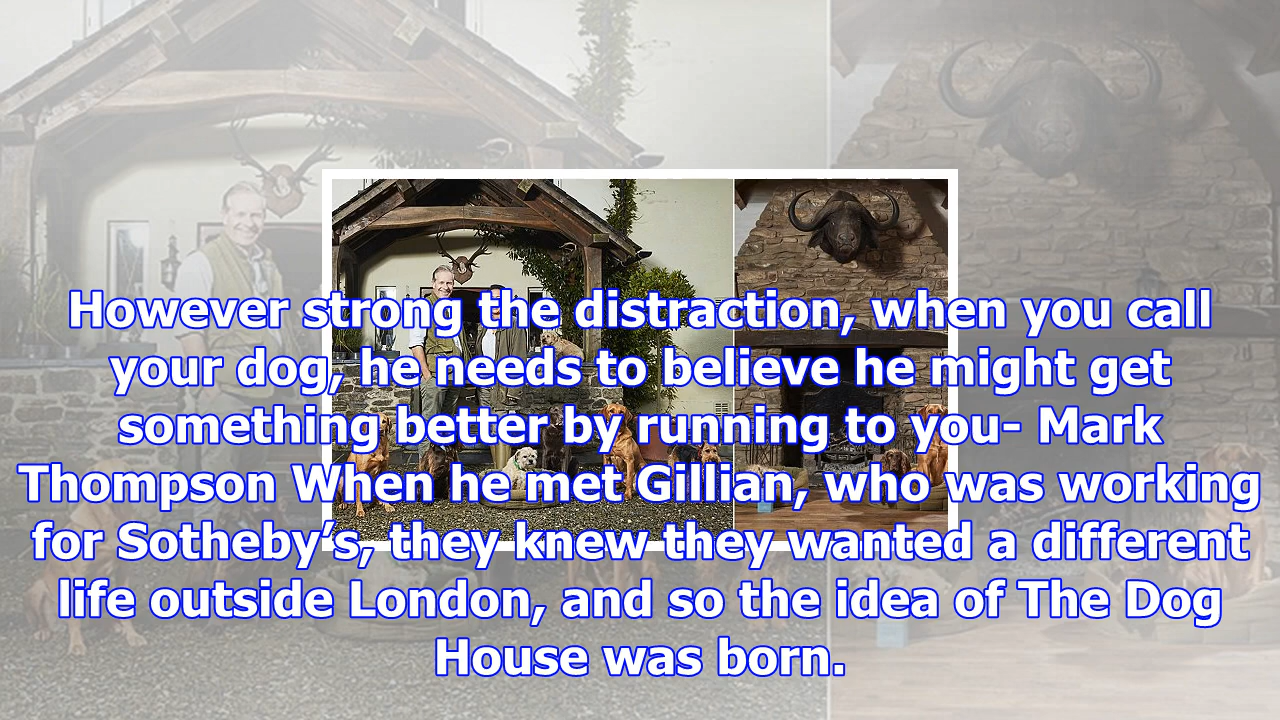 However strong the distraction, when you call
your dog, he needs to believe he might get
something better by running to you- Mark
Thompson When he met Gillian, who was working
for Sotheby’s, they knew they wanted a different
life outside London, and so the idea of The Dog
House was born.